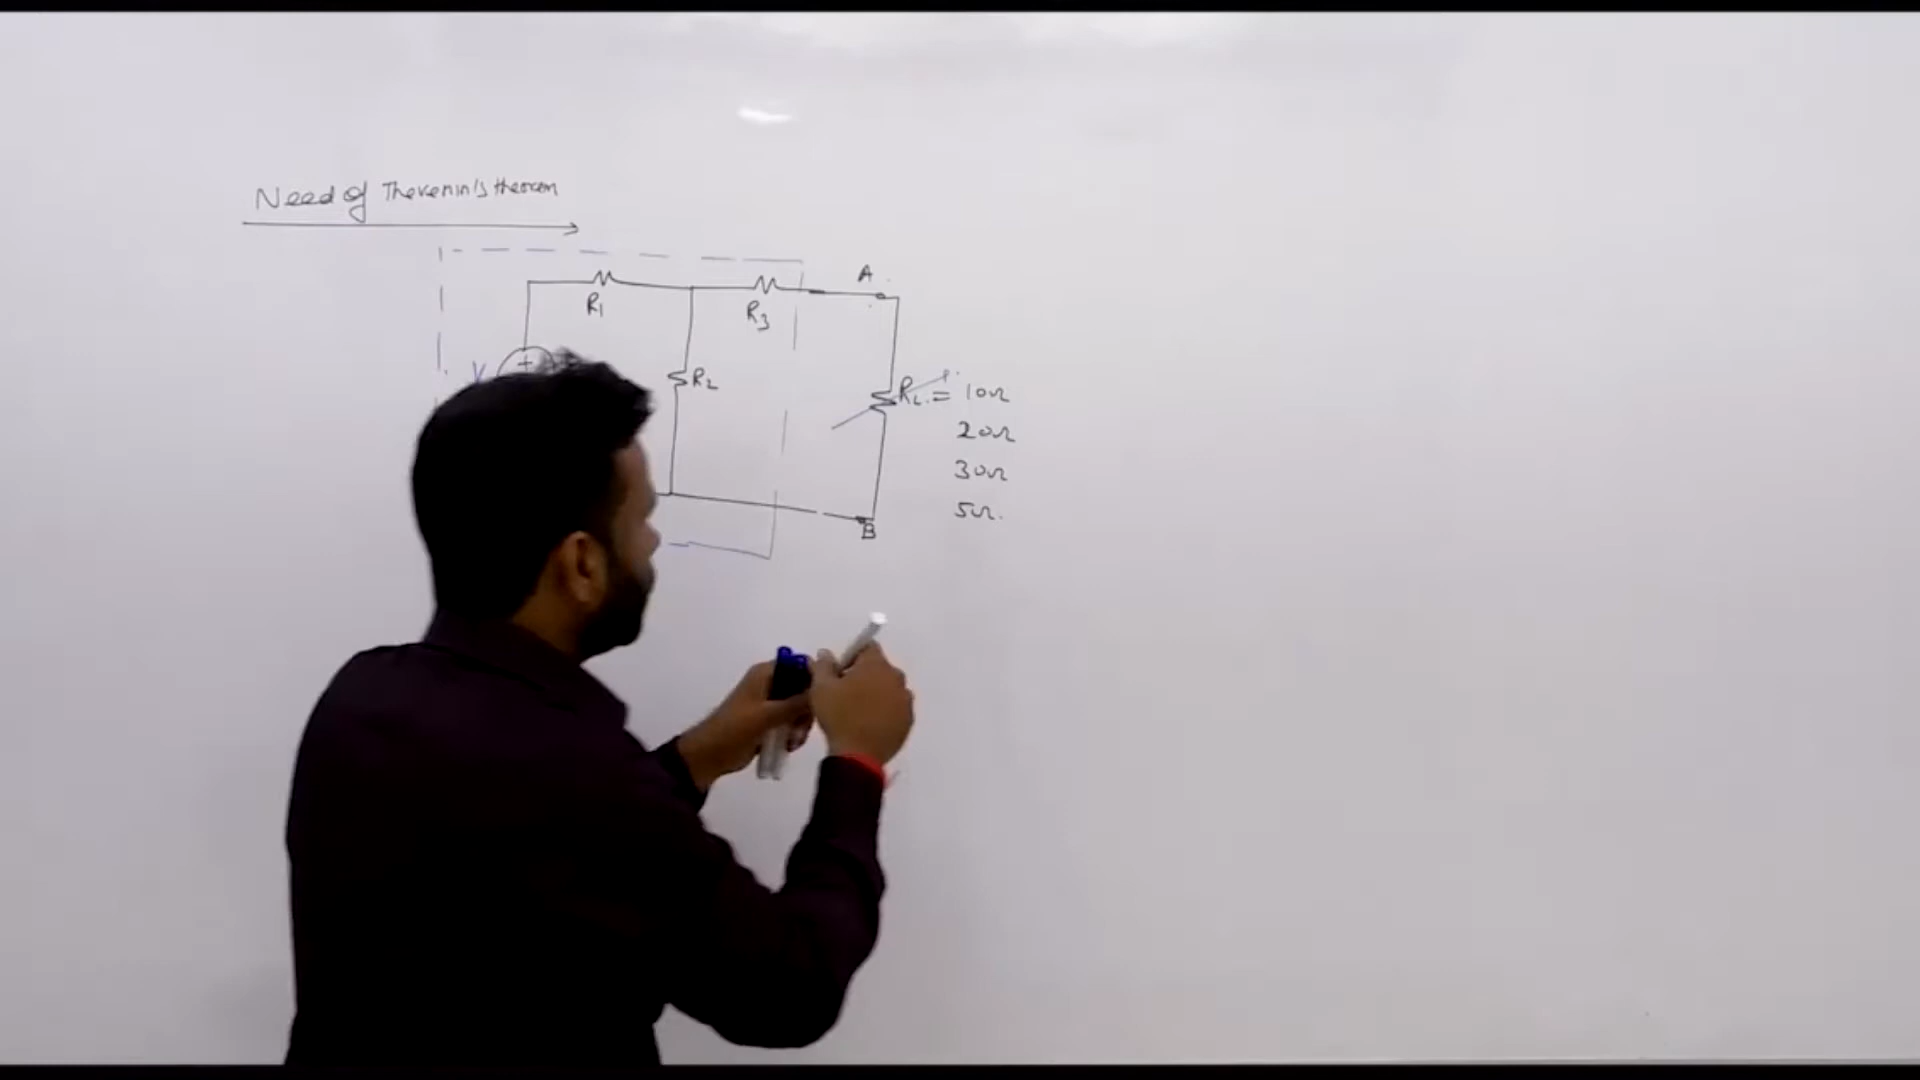 Need of Thevenin's theorem
A
R1
R3
+
V
R2
RL = 10Ω
20Ω
30Ω
5Ω.
B